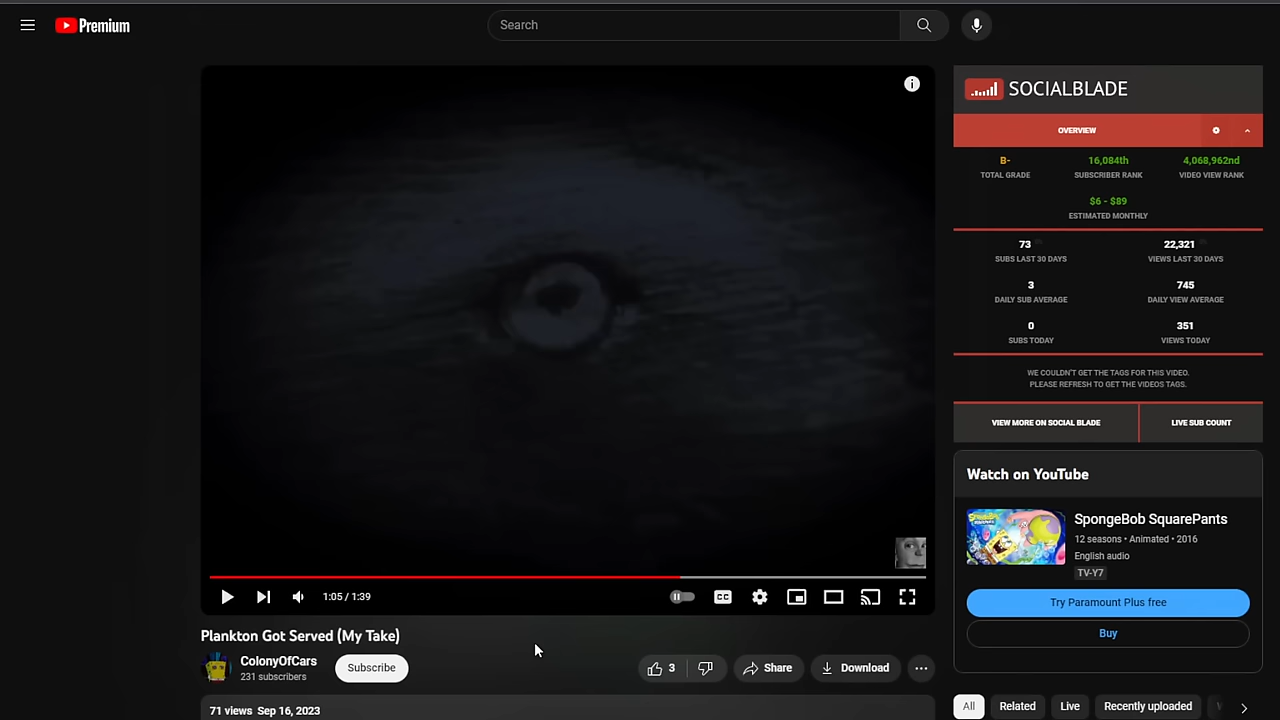 Premium
Search
SOCIALBLADE
OVERVIEW
B-
16,084th
4,068,962nd
TOTAL GRADE
SUBSCRIBER RANK
VIDEO VIEW RANK
$6 - $89
ESTIMATED MONTHLY
73
22,321
SUBS LAST 30 DAYS
VIEWS LAST 30 DAYS
3
745
DAILY SUB AVERAGE
DAILY VIEW AVERAGE
0
351
SUBS TODAY
VIEWS TODAY
WE COULDN'T GET THE TAGS FOR THIS VIDEO.
PLEASE REFRESH TO GET THE VIDEOS TAGS.
VIEW MORE ON SOCIAL BLADE
LIVE SUB COUNT
Watch on YouTube
SpongeBob SquarePants
12 seasons • Animated • 2016
English audio
TV-Y7
Try Paramount Plus free
Buy
All
Related
Live
Recently uploaded
1:05 / 1:39
CC
Plankton Got Served (My Take)
ColonyOfCars
231 subscribers
Subscribe
3
Share
Download
71 views Sep 16, 2023